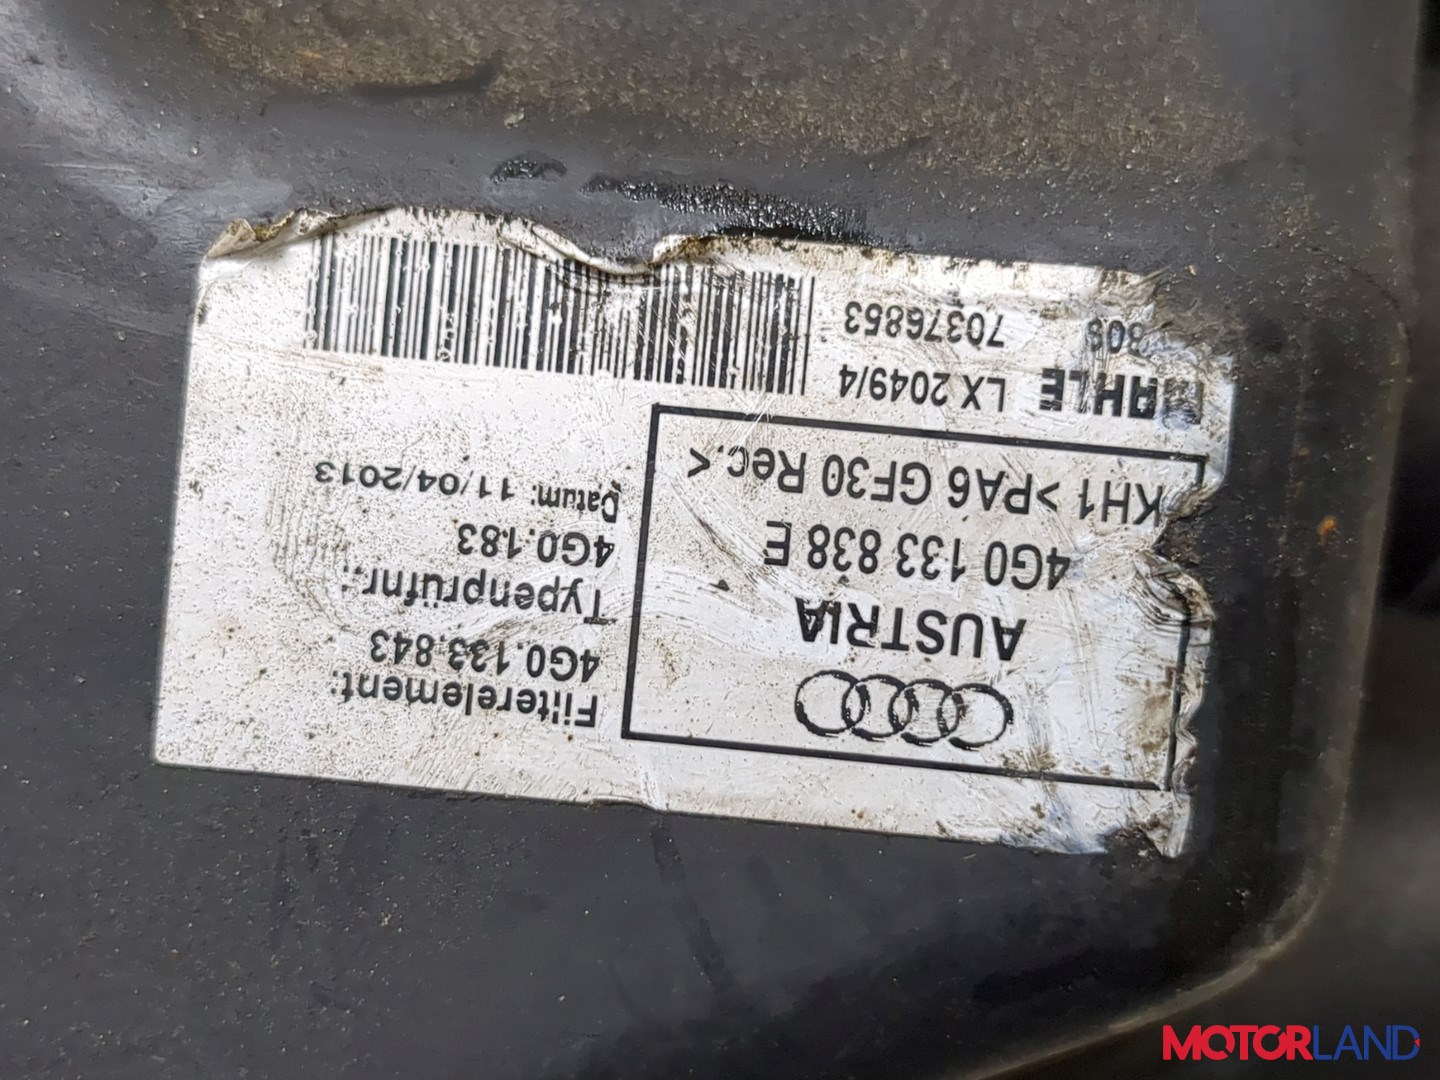 Filterelement:
4G0.133.843
Typenprüfnr.:
4G0.183
Datum: 11/04/2013
AUSTRIA
4G0 133 838 E
KH1 >PA6 GF30 Rec.<
MAHLE LX 2049/4
70376853
MOTORLAND